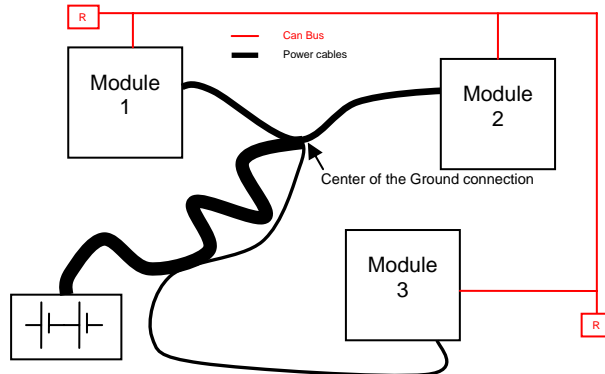 R
Can Bus
Power cables
Module
1
Module
2
Center of the Ground connection
Module
3
R